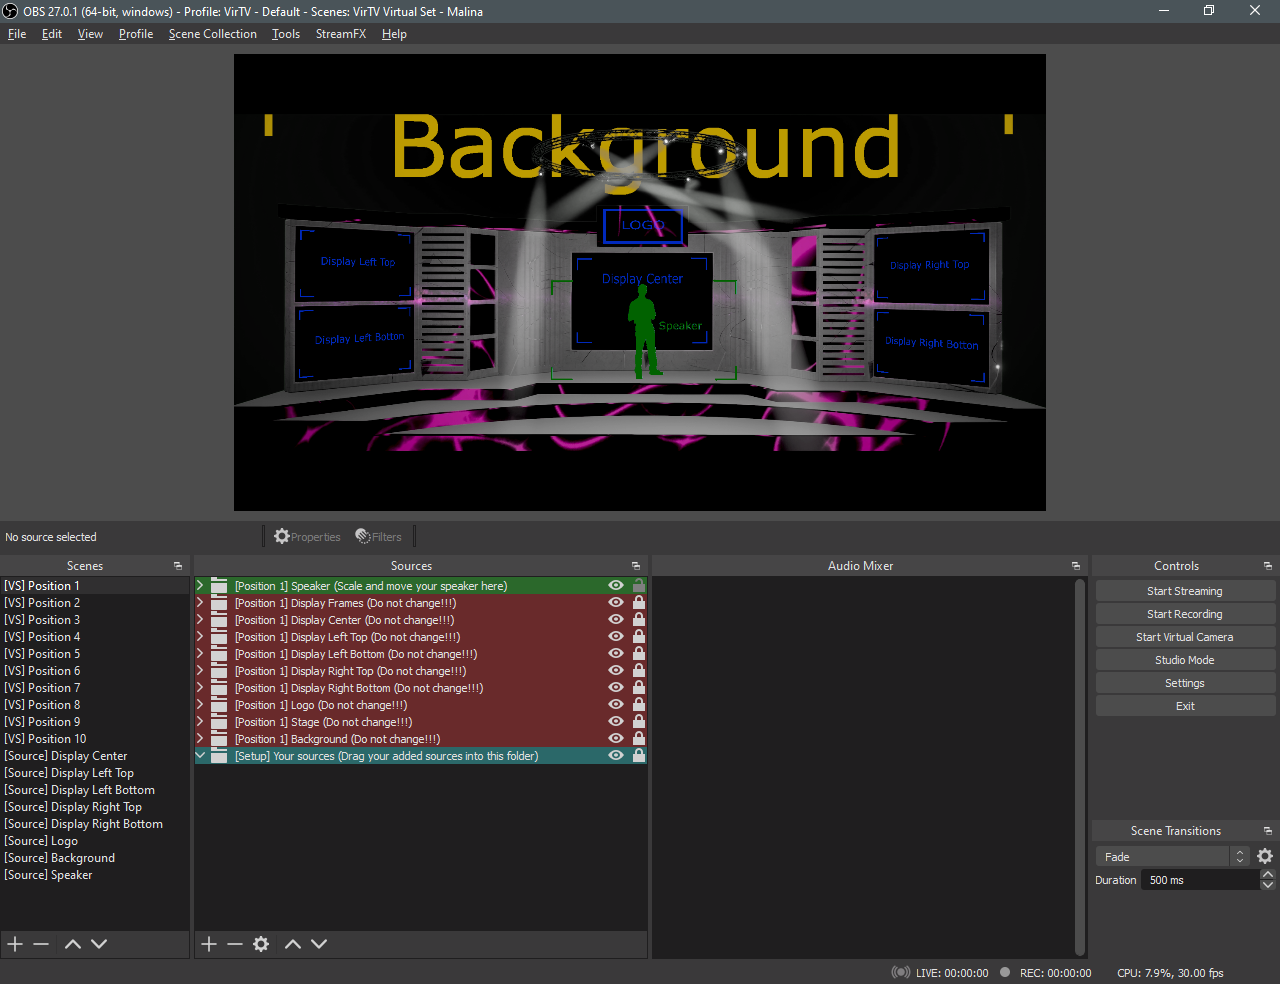 OBS 27.0.1 (64-bit, windows) - Profile: VirTV - Default - Scenes: VirTV Virtual Set - Malina
File Edit View Profile Scene Collection Tools StreamFX Help
Background
LOGO
Display Left Top
Display Center
Display Right Top
Speaker
Display Left Botton
Display Right Botton
No source selected
Properties
Filters
Scenes
[VS] Position 1
[VS] Position 2
[VS] Position 3
[VS] Position 4
[VS] Position 5
[VS] Position 6
[VS] Position 7
[VS] Position 8
[VS] Position 9
[VS] Position 10
[Source] Display Center
[Source] Display Left Top
[Source] Display Left Bottom
[Source] Display Right Top
[Source] Display Right Bottom
[Source] Logo
[Source] Background
[Source] Speaker
Sources
[Position 1] Speaker (Scale and move your speaker here)
[Position 1] Display Frames (Do not change!!!)
[Position 1] Display Center (Do not change!!!)
[Position 1] Display Left Top (Do not change!!!)
[Position 1] Display Left Bottom (Do not change!!!)
[Position 1] Display Right Top (Do not change!!!)
[Position 1] Display Right Bottom (Do not change!!!)
[Position 1] Logo (Do not change!!!)
[Position 1] Stage (Do not change!!!)
[Position 1] Background (Do not change!!!)
[Setup] Your sources (Drag your added sources into this folder)
Audio Mixer
Controls
Start Streaming
Start Recording
Start Virtual Camera
Studio Mode
Settings
Exit
Scene Transitions
Fade
Duration 500 ms
LIVE: 00:00:00 REC: 00:00:00 CPU: 7.9%, 30.00 fps